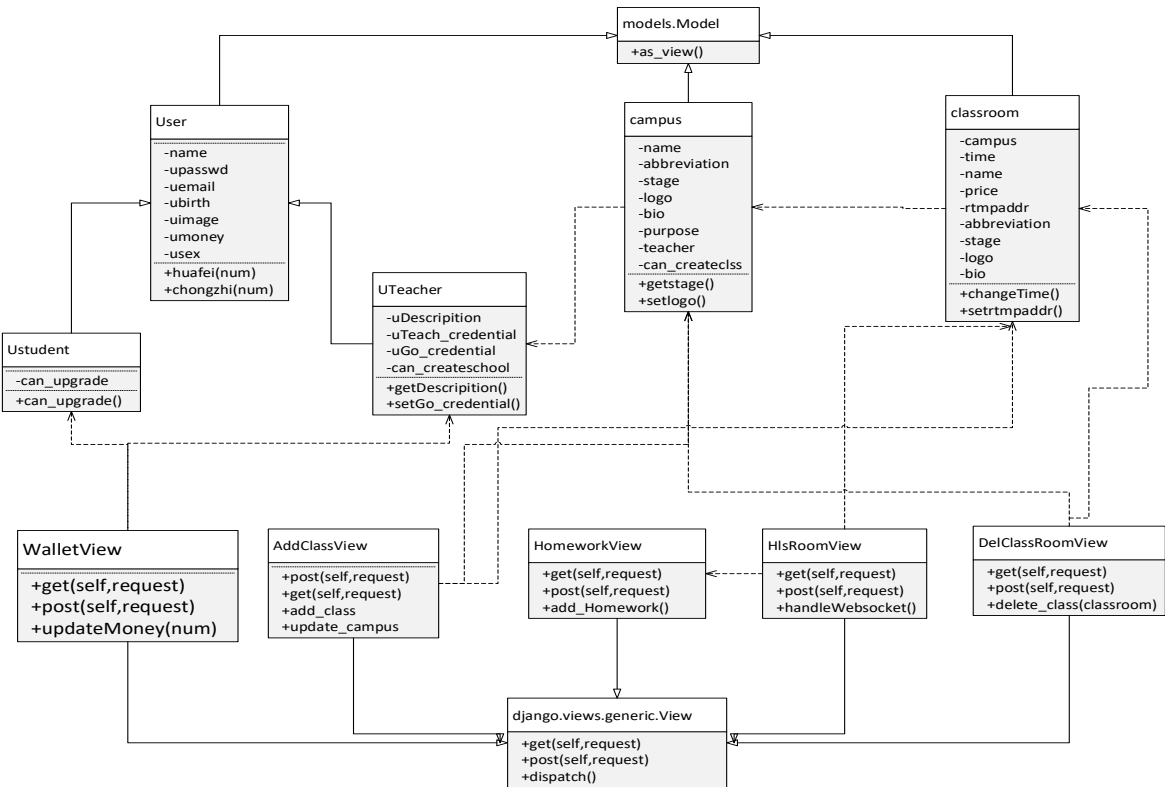 models.Model
+as_view()
User
-name
-upasswd
-uemail
-ubirth
-uimage
-umoney
-usex
+huafei(num)
+chongzhi(num)
campus
-name
-abbreviation
-stage
-logo
-bio
-purpose
-teacher
-can_createclss
+getstage()
+setlogo()
classroom
-campus
-time
-name
-price
-rtmpaddr
-abbreviation
-stage
-logo
-bio
+changeTime()
+setrtmpaddr()
UTeacher
-uDescripition
-uTeach_credential
-uGo_credential
-can_createschool
+getDescripition()
+setGo_credential()
Ustudent
-can_upgrade
+can_upgrade()
WalletView
+get(self,request)
+post(self,request)
+updateMoney(num)
AddClassView
+post(self,request)
+get(self,request)
+add_class
+update_campus
HomeworkView
+get(self,request)
+post(self,request)
+add_Homework()
HlsRoomView
+get(self,request)
+post(self,request)
+handleWebsocket()
DelClassRoomView
+get(self,request)
+post(self,request)
+delete_class(classroom)
django.views.generic.View
+get(self,request)
+post(self,request)
+dispatch()